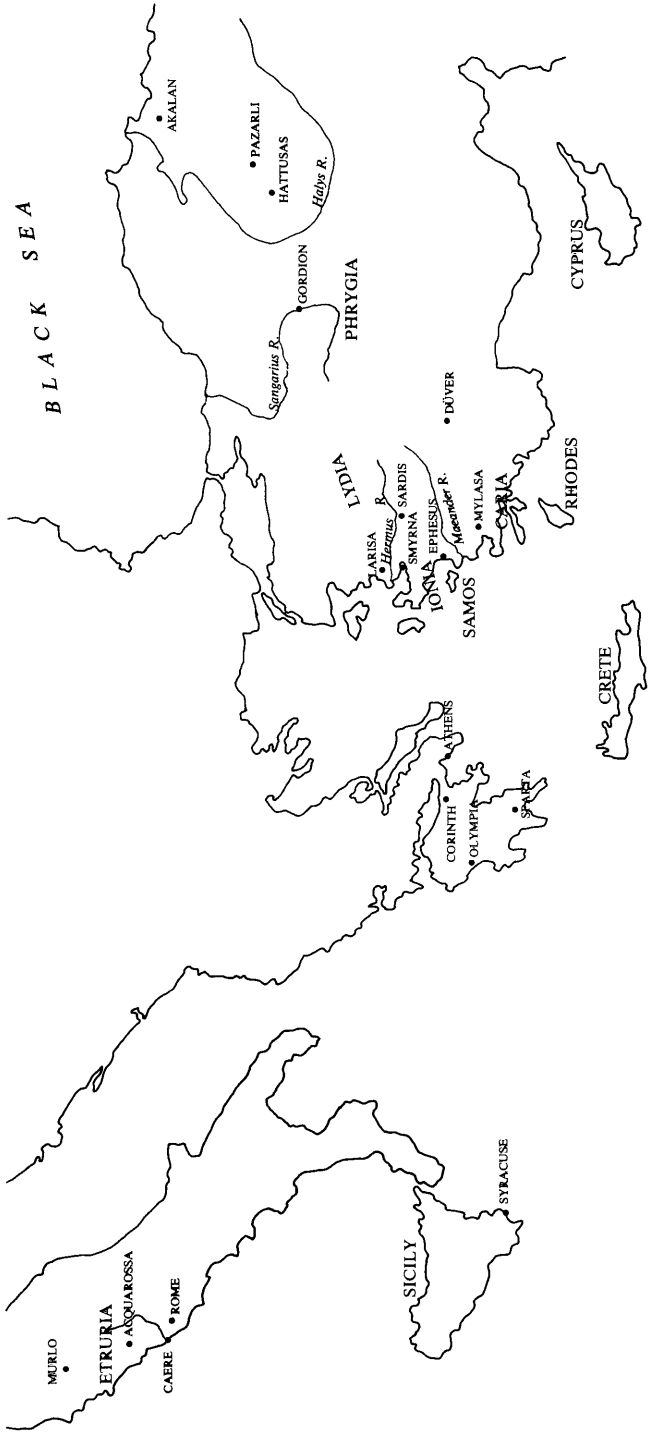 BLACK SEA
AKALAN
PAZARLI
HATTUSAS
Halys R.
GORDION
Sangarius R.
PHRYGIA
CYPRUS
LYDIA
DÜVER
LARISA
Hermus R.
SARDIS
SMYRNA
EPHESUS
Maeander R.
MYLASA
CARIA
IONIA
SAMOS
RHODES
CRETE
ATHENS
CORINTH
OLYMPIA
SPARTA
MURLO
ETRURIA
ACQUAROSSA
ROME
CAERE
SICILY
SYRACUSE